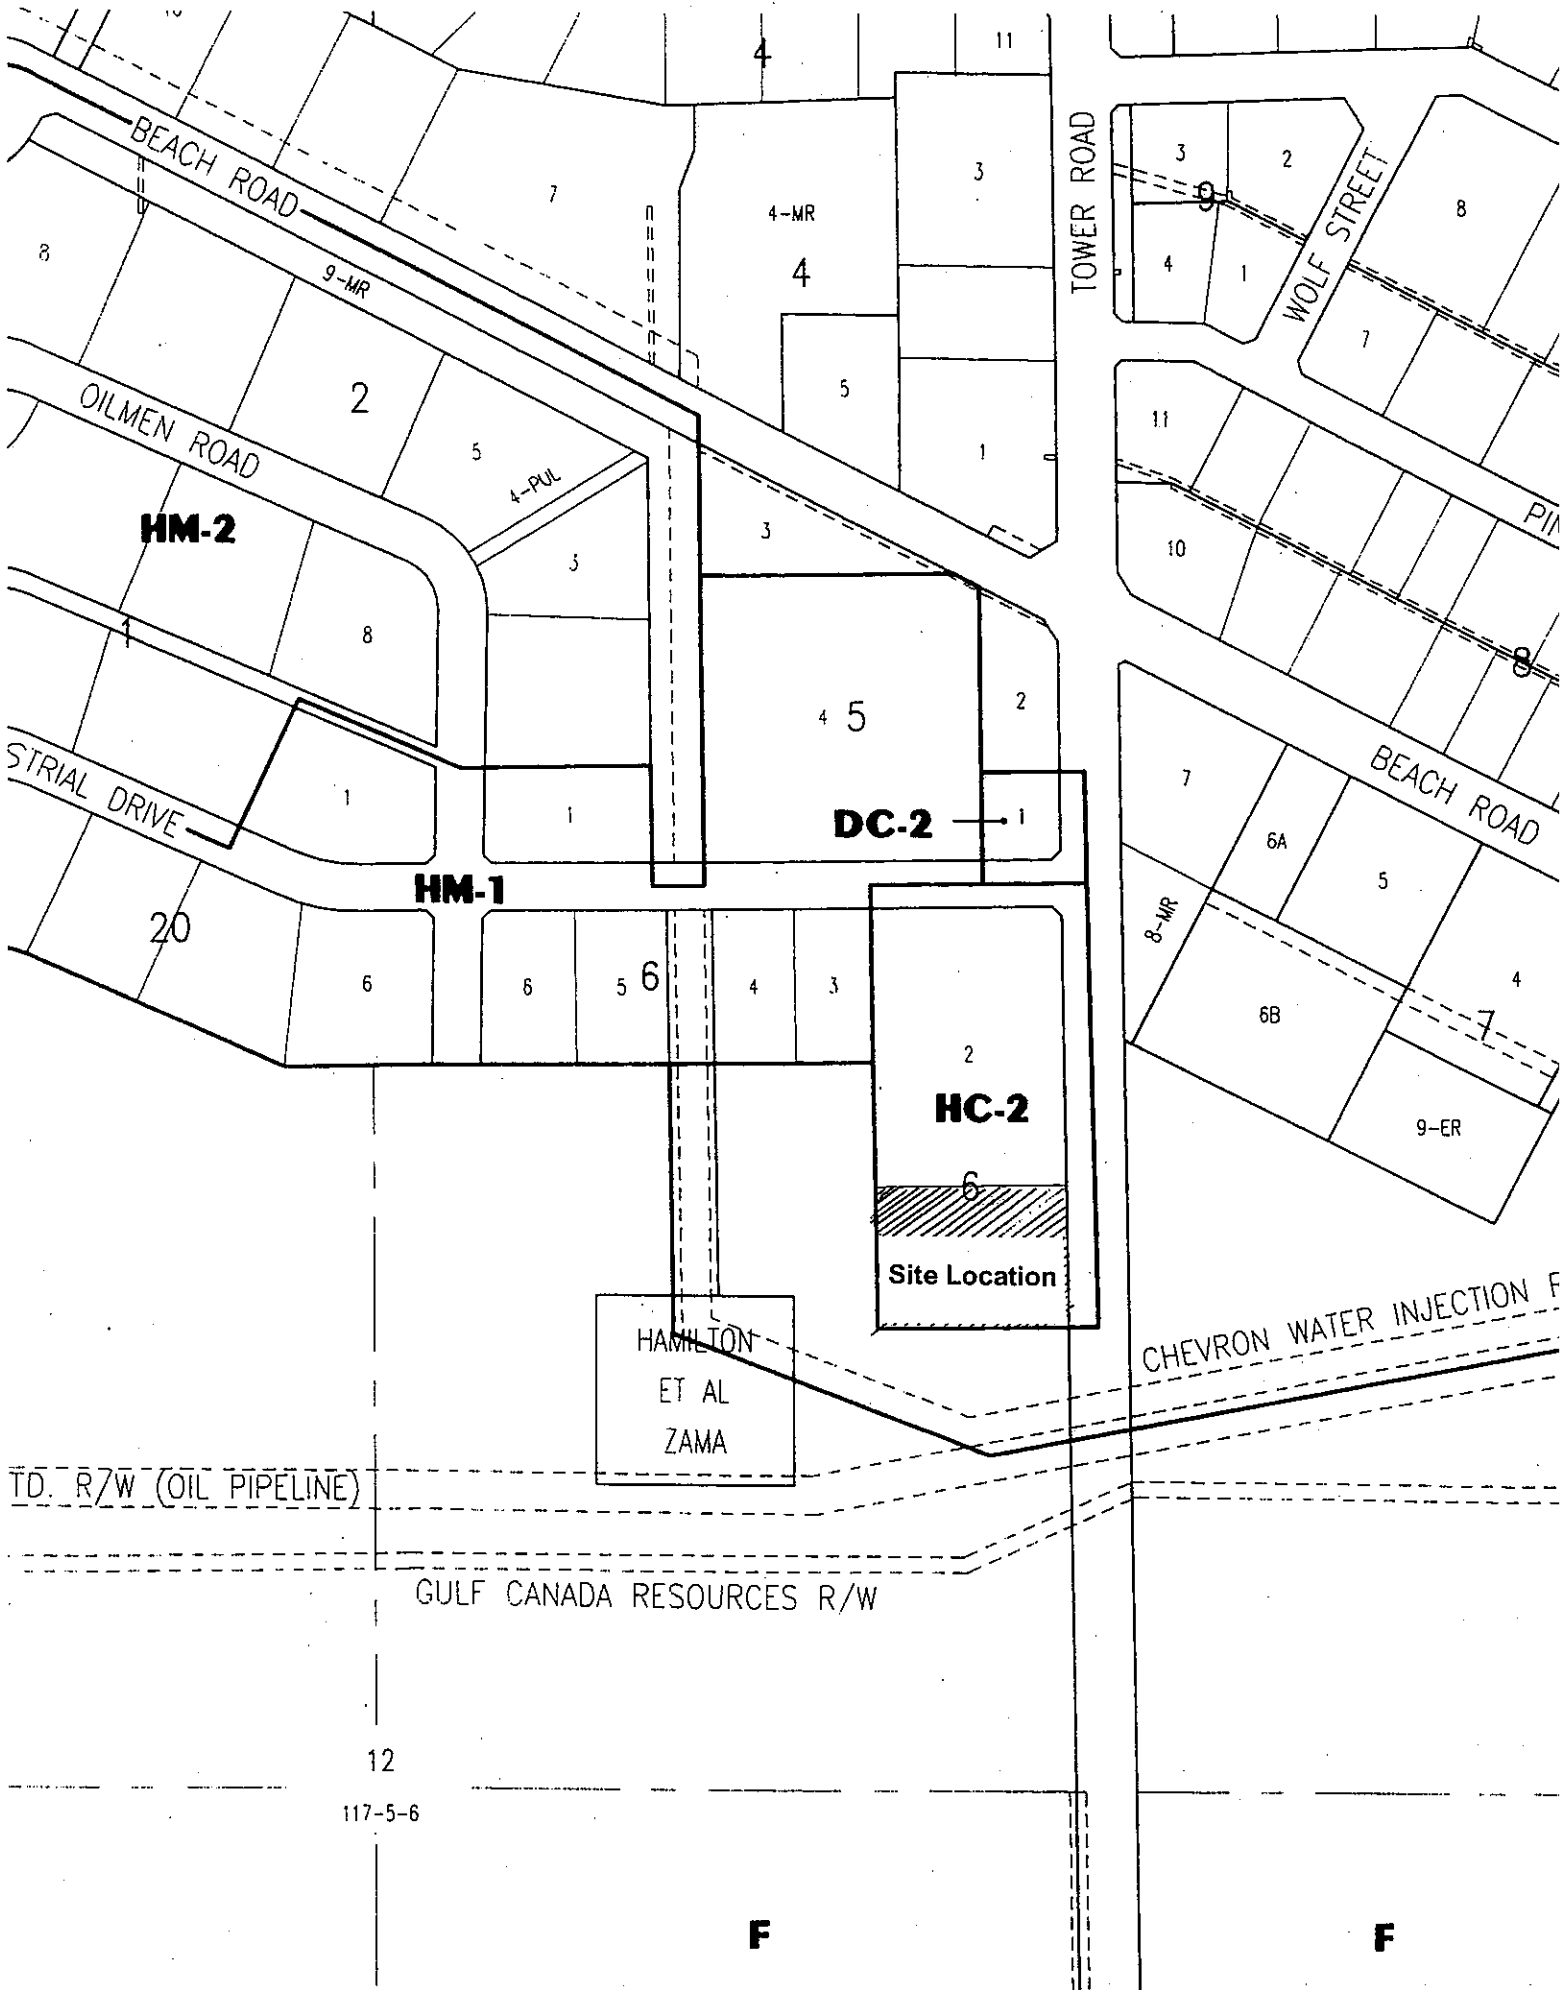 4
11
BEACH ROAD
7
3
4-MR
4
TOWER ROAD
3
2
9
WOLF STREET
8
8
9-MR
4
1
7
OILMEN ROAD
2
5
5
1
11
4-PUL
HM-2
3
3
10
1
8
8
4 5
2
STRIAL DRIVE
1
1
DC-2
1
7
BEACH ROAD
6A
5
HM-1
20
6
6
5
6
4
3
8-MR
4
6B
7
2
HC-2
9-ER
6
Site Location
HAMILTON
ET AL
ZAMA
CHEVRON WATER INJECTION
TD. R/W (OIL PIPELINE)
GULF CANADA RESOURCES R/W
12
117-5-6
F
F